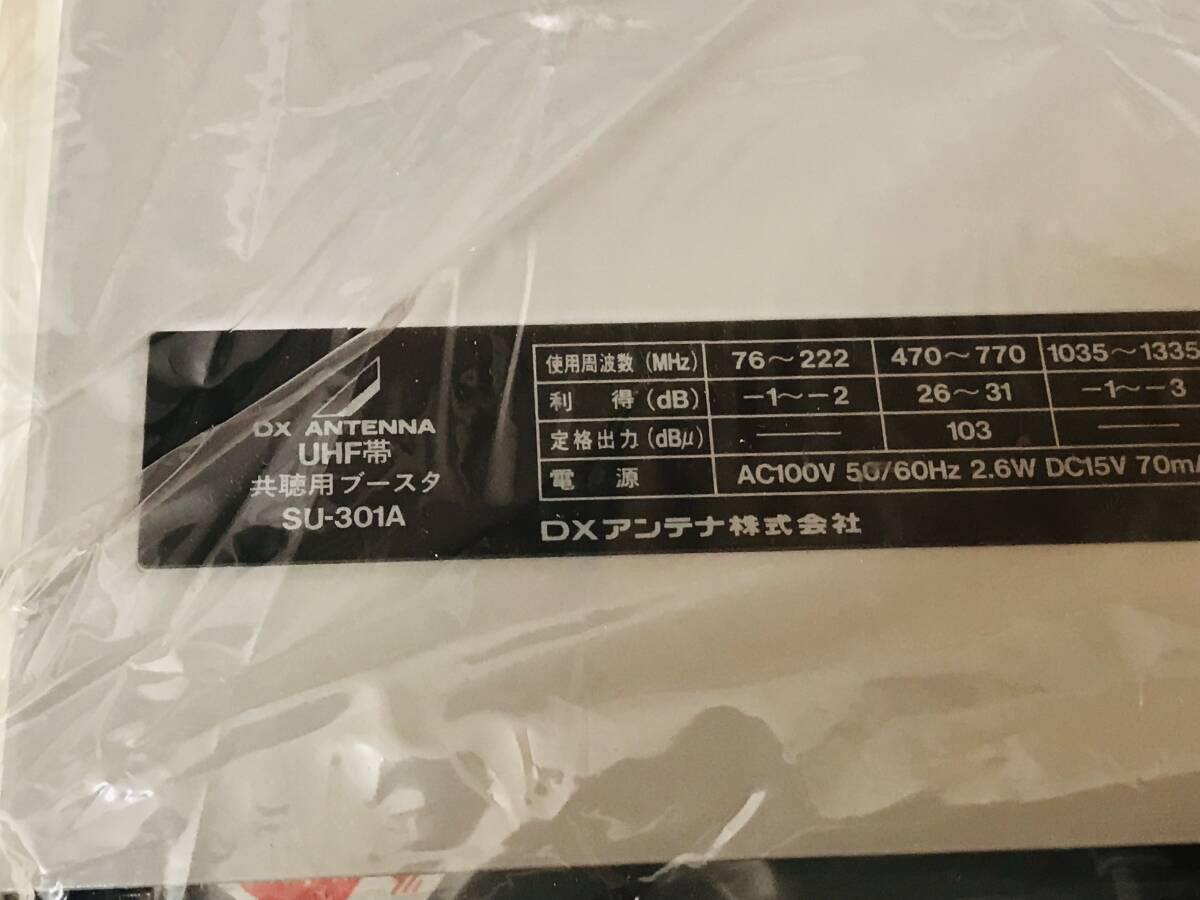 DX ANTENNA
UHF帯
共聴用ブースタ
SU-301A
使用周波数(MHz) 76～222 470～770 1035～1335
利得(dB) -1～-2 26～31 -1～-3
定格出力(dBμ) —— 103 ——
電源 AC100V 50/60Hz 2.6W DC15V 70mA
DXアンテナ株式会社